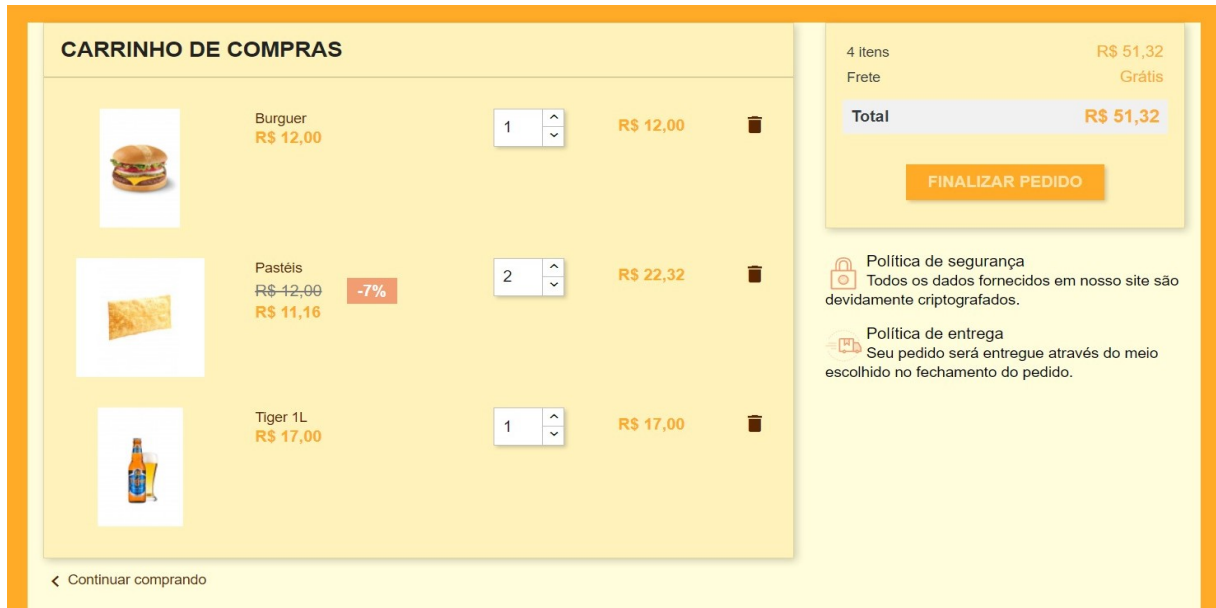 CARRINHO DE COMPRAS
Burguer
R$ 12,00
1
R$ 12,00
Pastéis
R$ 12,00 -7%
R$ 11,16
2
R$ 22,32
Tiger 1L
R$ 17,00
1
R$ 17,00
Continuar comprando
4 itens R$ 51,32
Frete Grátis
Total R$ 51,32
FINALIZAR PEDIDO
Política de segurança
Todos os dados fornecidos em nosso site são
devidamente criptografados.
Política de entrega
Seu pedido será entregue através do meio
escolhido no fechamento do pedido.